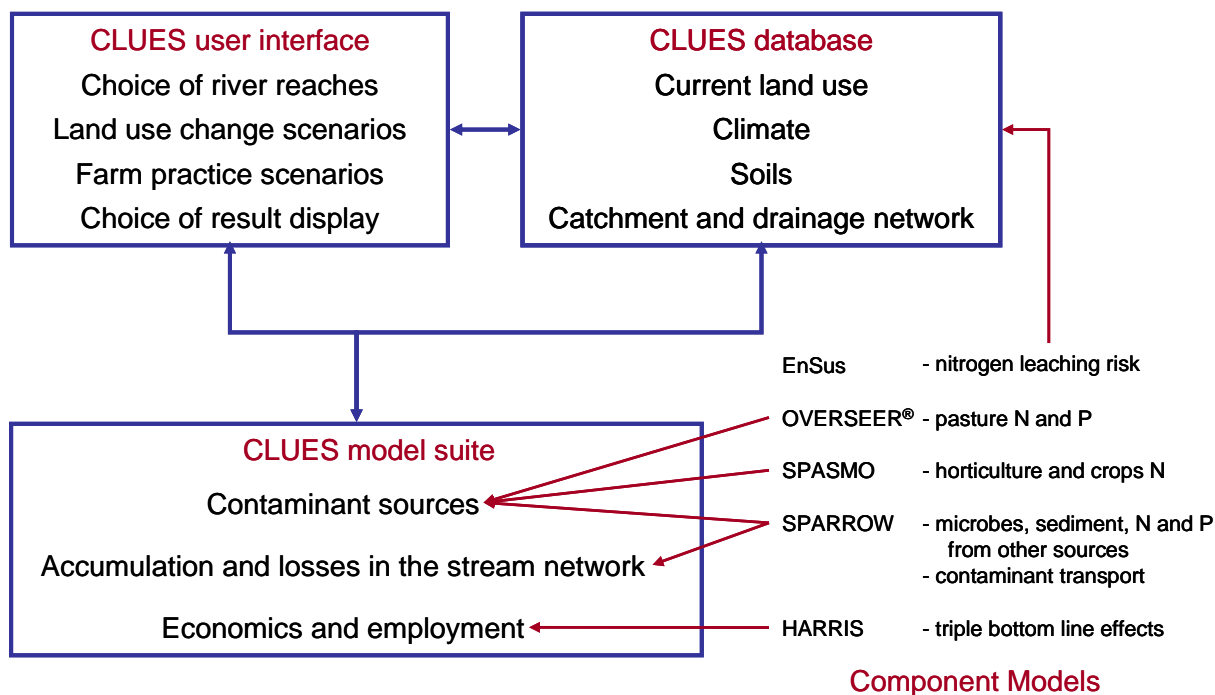 CLUES user interface
Choice of river reaches
Land use change scenarios
Farm practice scenarios
Choice of result display
CLUES database
Current land use
Climate
Soils
Catchment and drainage network
CLUES model suite
Contaminant sources
Accumulation and losses in the stream network
Economics and employment
EnSus - nitrogen leaching risk
OVERSEER® - pasture N and P
SPASMO - horticulture and crops N
SPARROW - microbes, sediment, N and P
from other sources
- contaminant transport
HARRIS - triple bottom line effects
Component Models